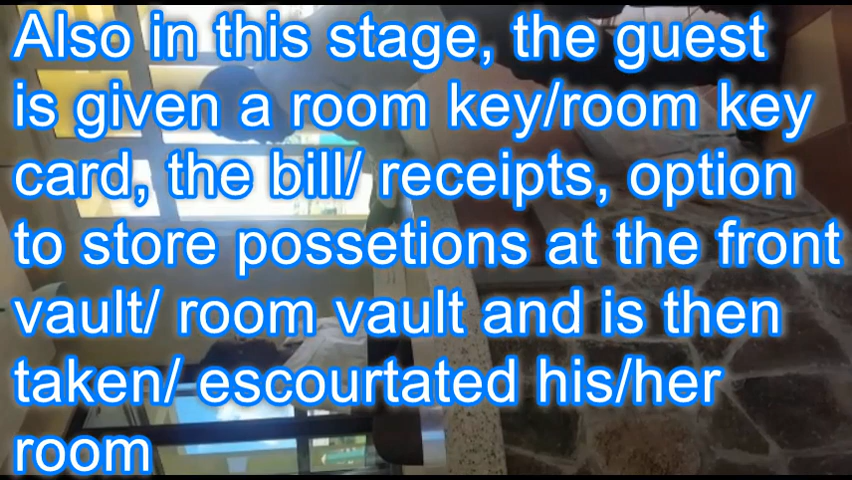 Also in this stage, the guest
is given a room key/room key
card, the bill/ receipts, option
to store possetions at the front
vault/ room vault and is then
taken/ escourtated his/her
room